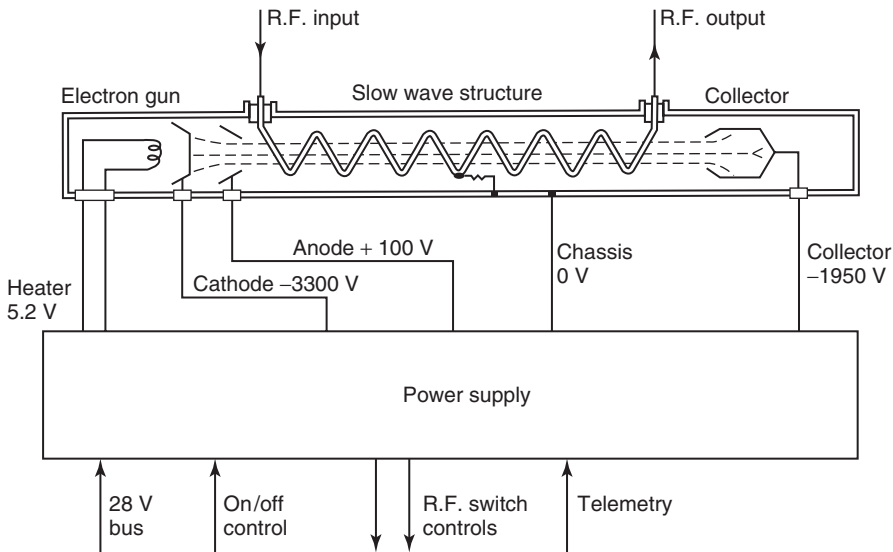 R.F. input
R.F. output
Electron gun
Slow wave structure
Collector
Anode + 100 V
Cathode –3300 V
Heater
5.2 V
Chassis
0 V
Collector
–1950 V
Power supply
28 V
bus
On/off
control
R.F. switch
controls
Telemetry